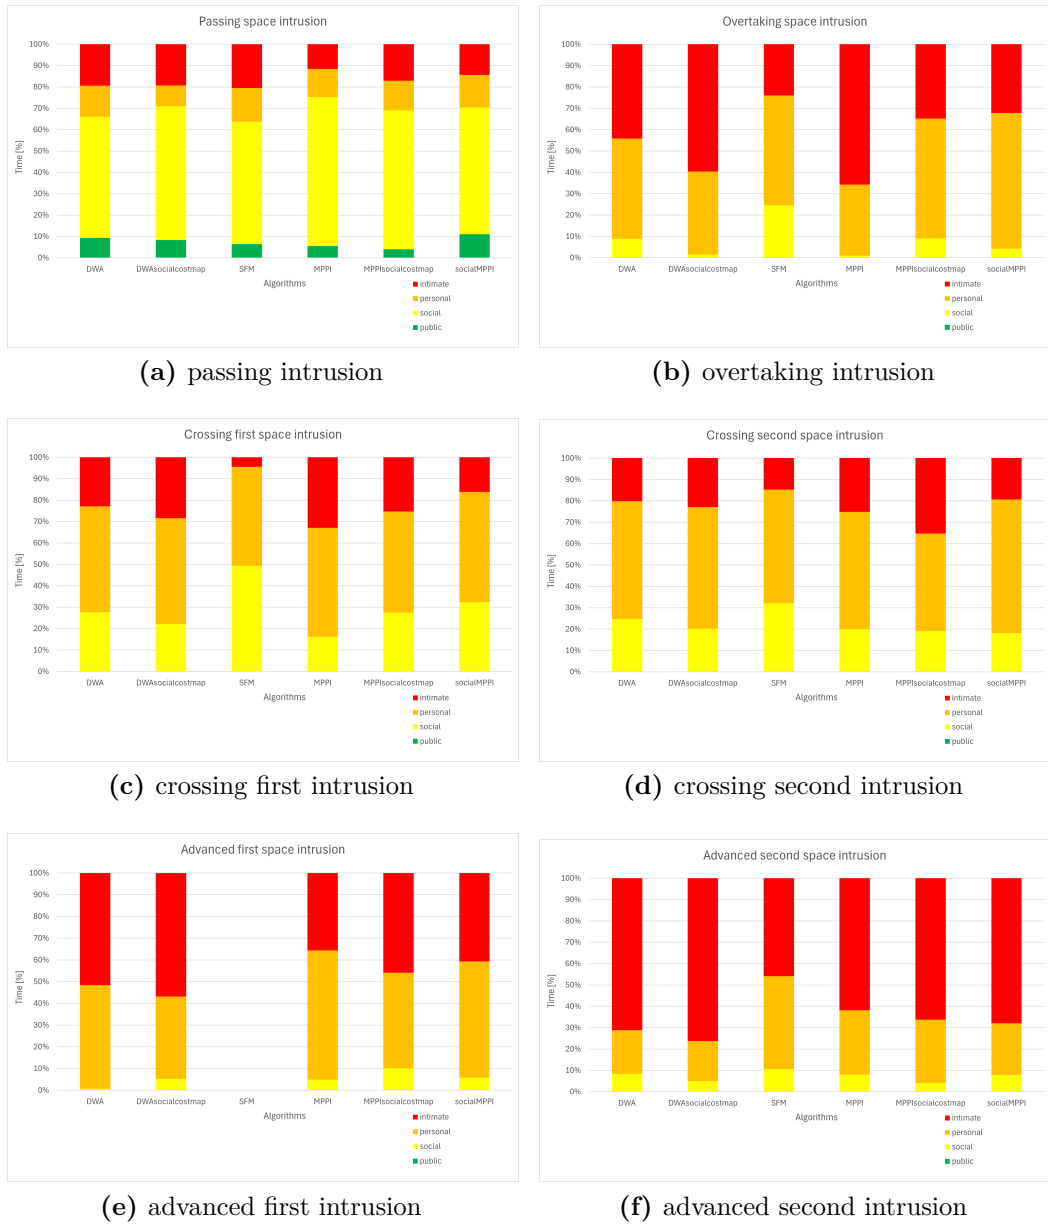 Passing space intrusion
100%
90%
80%
70%
60%
50%
40%
30%
20%
10%
0%
Time [%]
DWA DWAsocialcostmap SFM MPPI MPPIsocialcostmap socialMPPI
Algorithms
intimate
personal
social
public
(a) passing intrusion
Overtaking space intrusion
100%
90%
80%
70%
60%
50%
40%
30%
20%
10%
0%
Time [%]
DWA DWAsocialcostmap SFM MPPI MPPIsocialcostmap socialMPPI
Algorithms
intimate
personal
social
public
(b) overtaking intrusion
Crossing first space intrusion
100%
90%
80%
70%
60%
50%
40%
30%
20%
10%
0%
Time [%]
DWA DWAsocialcostmap SFM MPPI MPPIsocialcostmap socialMPPI
Algorithms
intimate
personal
social
public
(c) crossing first intrusion
Crossing second space intrusion
100%
90%
80%
70%
60%
50%
40%
30%
20%
10%
0%
Time [%]
DWA DWAsocialcostmap SFM MPPI MPPIsocialcostmap socialMPPI
Algorithms
intimate
personal
social
public
(d) crossing second intrusion
Advanced first space intrusion
100%
90%
80%
70%
60%
50%
40%
30%
20%
10%
0%
Time [%]
DWA DWAsocialcostmap SFM MPPI MPPIsocialcostmap socialMPPI
Algorithms
intimate
personal
social
public
(e) advanced first intrusion
Advanced second space intrusion
100%
90%
80%
70%
60%
50%
40%
30%
20%
10%
0%
Time [%]
DWA DWAsocialcostmap SFM MPPI MPPIsocialcostmap socialMPPI
Algorithms
intimate
personal
social
public
(f) advanced second intrusion